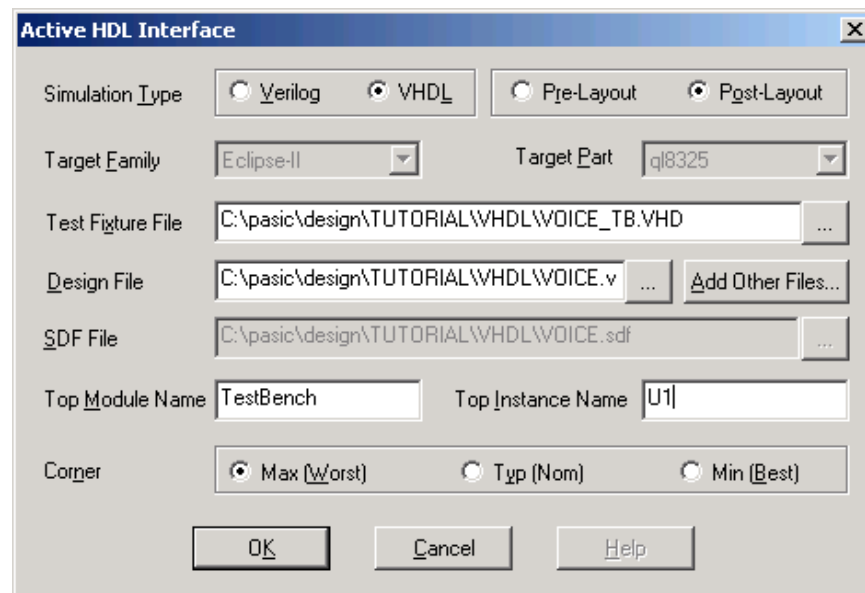 Active HDL Interface
Simulation Type Verilog VHDL Pre-Layout Post-Layout
Target Family Eclipse-II Target Part ql8325
Test Fixture File C:\pasic\design\TUTORIAL\VHDL\VOICE_TB.VHD ...
Design File C:\pasic\design\TUTORIAL\VHDL\VOICE.v ... Add Other Files...
SDF File C:\pasic\design\TUTORIAL\VHDL\VOICE.sdf ...
Top Module Name TestBench Top Instance Name U1
Corner Max (Worst) Typ (Nom) Min (Best)
OK Cancel Help